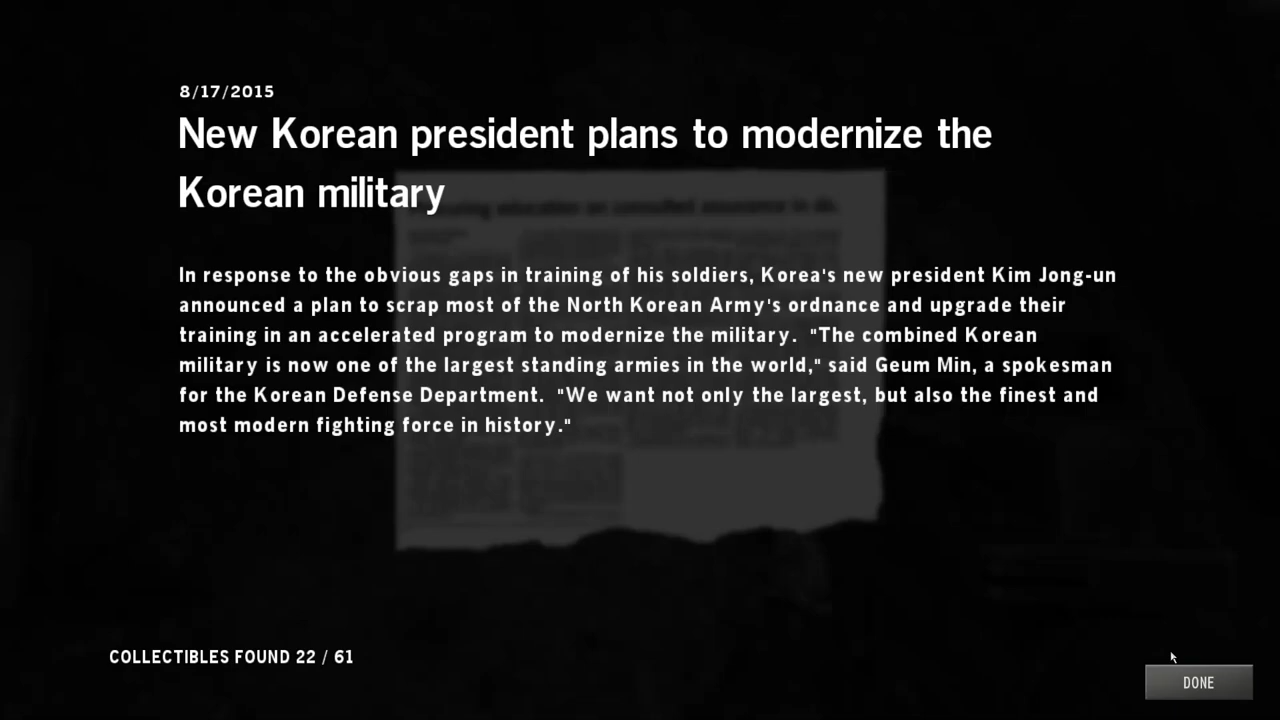 8/17/2015
New Korean president plans to modernize the
Korean military
In response to the obvious gaps in training of his soldiers, Korea's new president Kim Jong-un
announced a plan to scrap most of the North Korean Army's ordnance and upgrade their
training in an accelerated program to modernize the military.  "The combined Korean
military is now one of the largest standing armies in the world," said Geum Min, a spokesman
for the Korean Defense Department.  "We want not only the largest, but also the finest and
most modern fighting force in history."
COLLECTIBLES FOUND 22 / 61
DONE